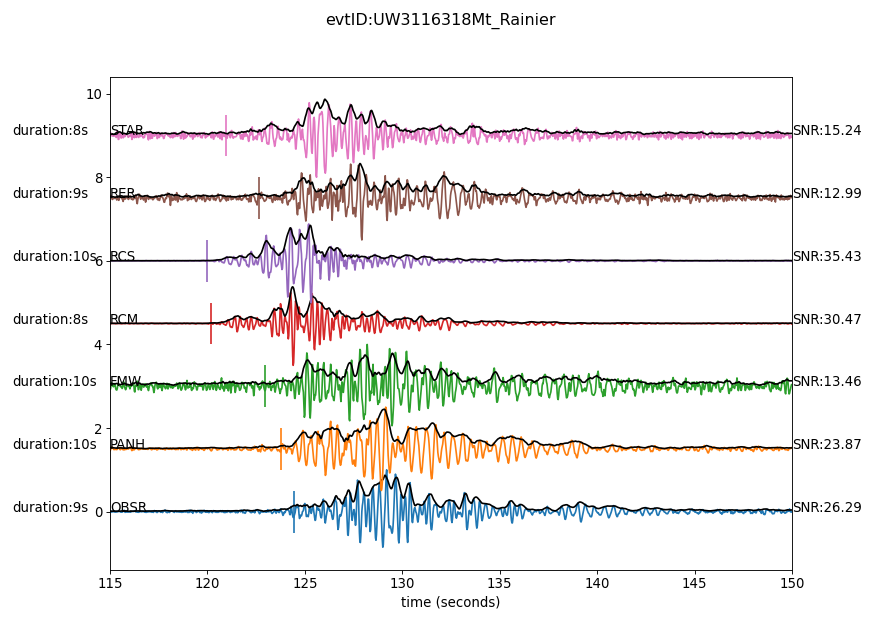 evtID:UW3116318Mt_Rainier
10
duration:8s STAR SNR:15.24
8
duration:9s RER SNR:12.99
duration:10s RCS SNR:35.43
6
duration:8s RCM SNR:30.47
4
duration:10s FMW SNR:13.46
2
duration:10s PANH SNR:23.87
duration:9s OBSR SNR:26.29
0
115 120 125 130 135 140 145 150
time (seconds)